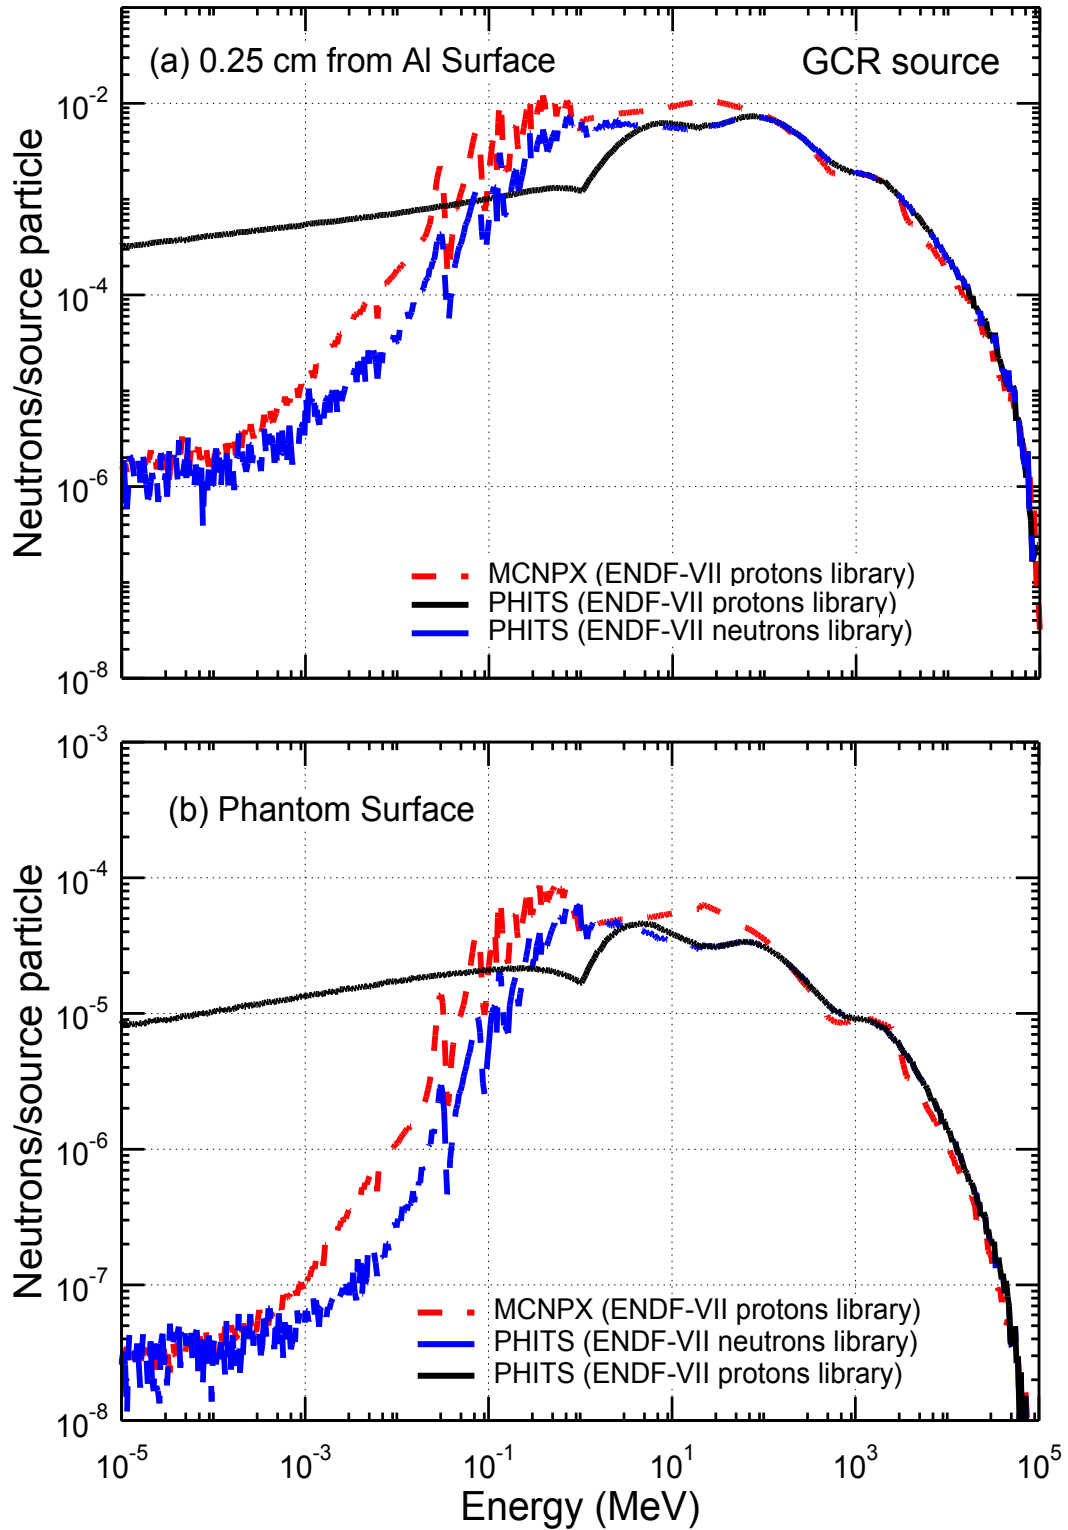 (a) 0.25 cm from Al Surface
GCR source
10^-2
10^-4
10^-6
10^-8
Neutrons/source particle
MCNPX (ENDF-VII protons library)
PHITS (ENDF-VII protons library)
PHITS (ENDF-VII neutrons library)
10^-3
10^-4
10^-5
10^-6
10^-7
10^-8
Neutrons/source particle
(b) Phantom Surface
MCNPX (ENDF-VII protons library)
PHITS (ENDF-VII neutrons library)
PHITS (ENDF-VII protons library)
10^-5 10^-3 10^-1 10^1 10^3 10^5
Energy (MeV)